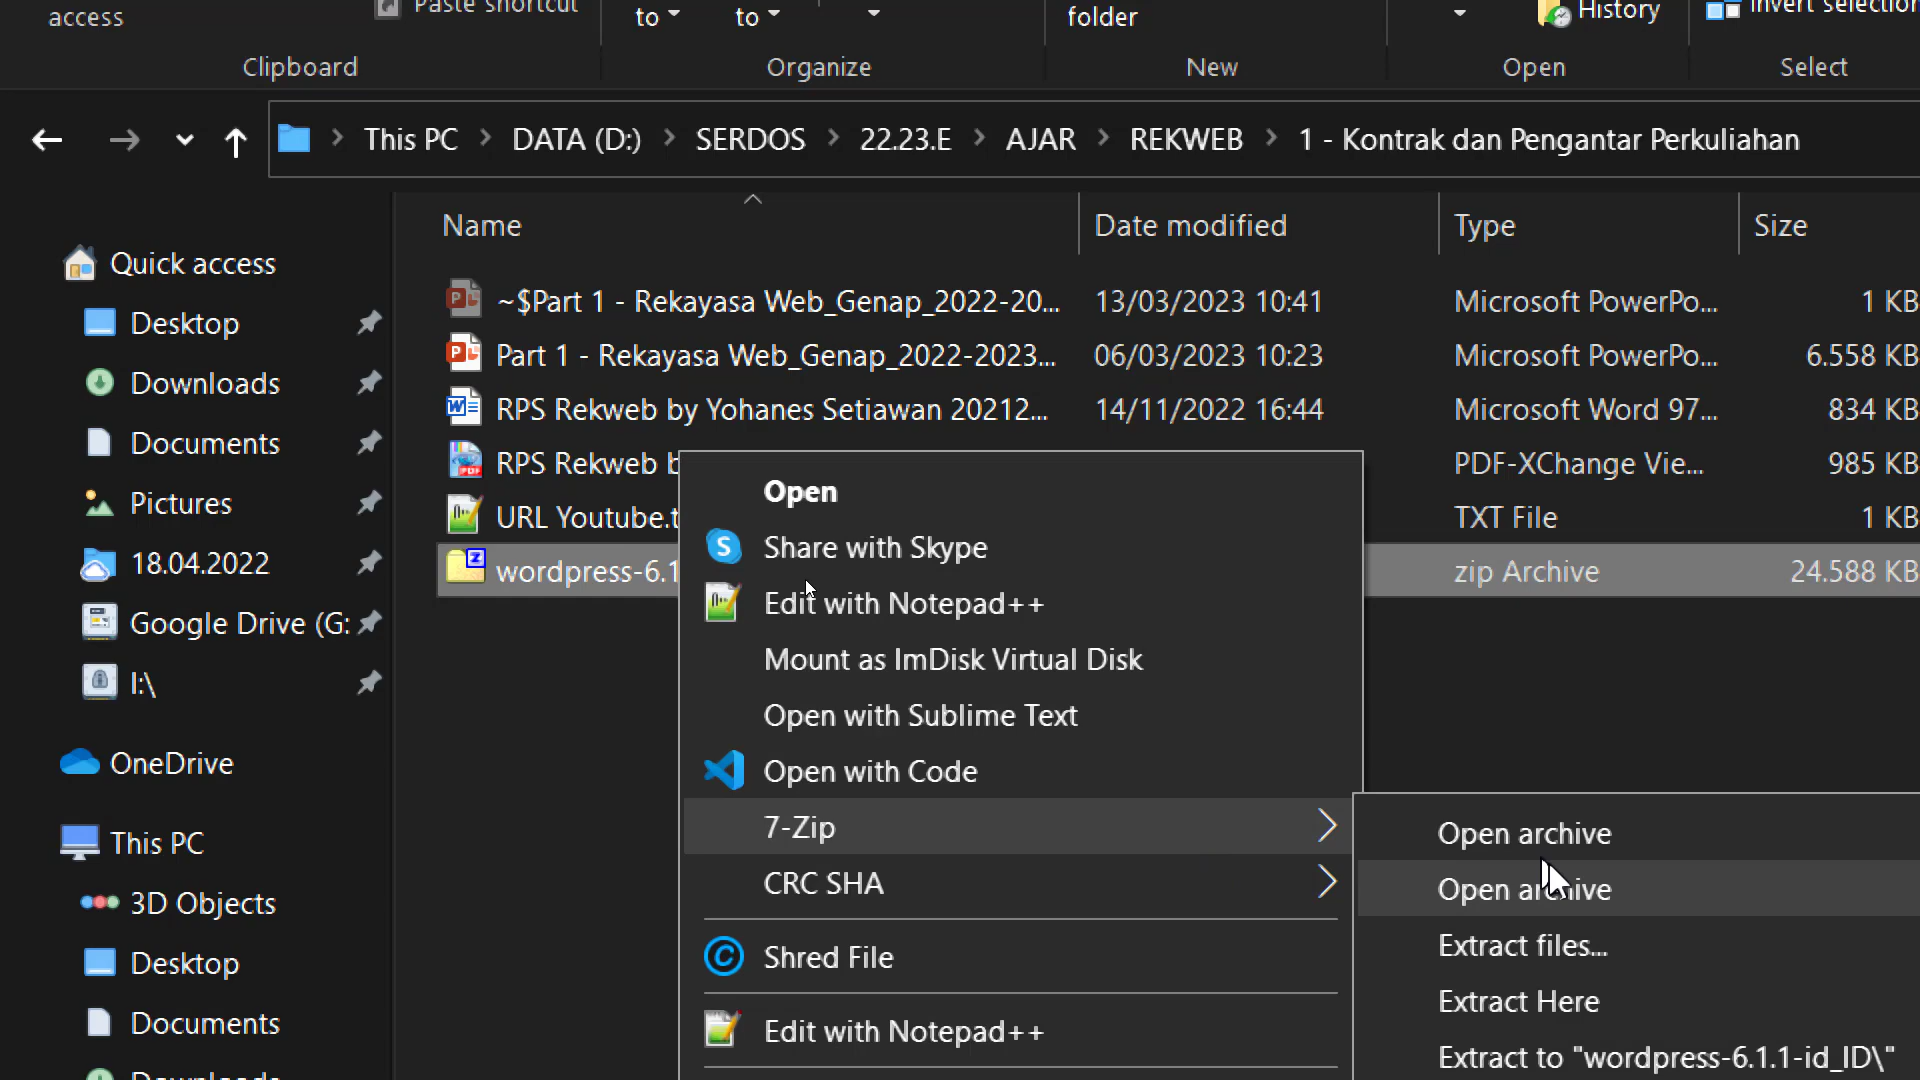 access
Paste shortcut
to
to
folder
History
Invert selection
Clipboard
Organize
New
Open
Select
This PC > DATA (D:) > SERDOS > 22.23.E > AJAR > REKWEB > 1 - Kontrak dan Pengantar Perkuliahan
Name
Date modified
Type
Size
Quick access
Desktop
Downloads
Documents
Pictures
18.04.2022
Google Drive (G:
I:\
OneDrive
This PC
3D Objects
Desktop
Documents
~$Part 1 - Rekayasa Web_Genap_2022-20... 13/03/2023 10:41 Microsoft PowerPo... 1 KB
Part 1 - Rekayasa Web_Genap_2022-2023... 06/03/2023 10:23 Microsoft PowerPo... 6.558 KB
RPS Rekweb by Yohanes Setiawan 20212... 14/11/2022 16:44 Microsoft Word 97... 834 KB
RPS Rekweb PDF-XChange Vie... 985 KB
URL Youtube.t TXT File 1 KB
wordpress-6.1 zip Archive 24.588 KB
Open
Share with Skype
Edit with Notepad++
Mount as ImDisk Virtual Disk
Open with Sublime Text
Open with Code
7-Zip
CRC SHA
Shred File
Edit with Notepad++
Open archive
Open archive
Extract files...
Extract Here
Extract to "wordpress-6.1.1-id_ID\"